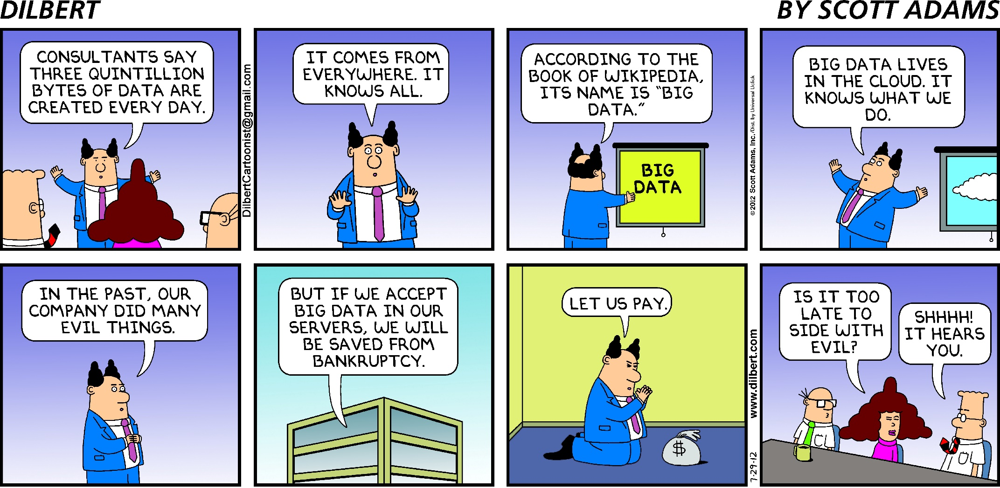 DILBERT
BY SCOTT ADAMS
CONSULTANTS SAY
THREE QUINTILLION
BYTES OF DATA ARE
CREATED EVERY DAY.
DilbertCartoonist@gmail.com
IT COMES FROM
EVERYWHERE. IT
KNOWS ALL.
ACCORDING TO THE
BOOK OF WIKIPEDIA,
ITS NAME IS “BIG
DATA.”
BIG
DATA
©2012 Scott Adams, Inc. /Dist. by Universal Uclick
BIG DATA LIVES
IN THE CLOUD. IT
KNOWS WHAT WE
DO.
IN THE PAST, OUR
COMPANY DID MANY
EVIL THINGS.
BUT IF WE ACCEPT
BIG DATA IN OUR
SERVERS, WE WILL
BE SAVED FROM
BANKRUPTCY.
LET US PAY.
$
7-29-12 www.dilbert.com
IS IT TOO
LATE TO
SIDE WITH
EVIL?
SHHHH!
IT HEARS
YOU.